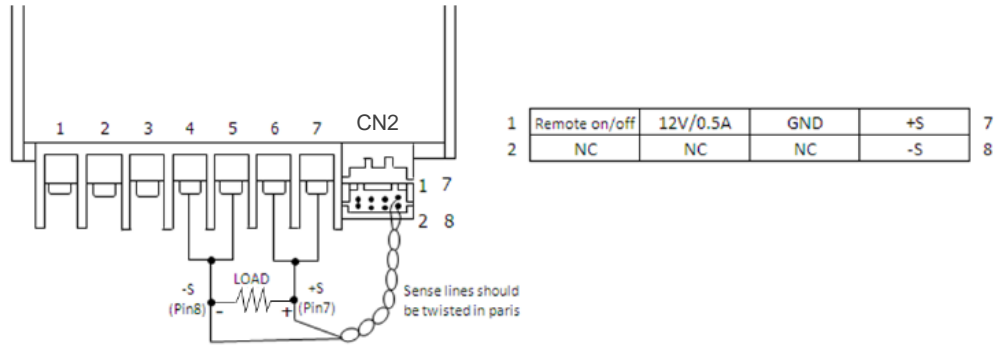 1 2 3 4 5 6 7 CN2
1 7
2 8
-S
(Pin8)
LOAD
- +
+S
(Pin7)
Sense lines should
be twisted in paris
1 Remote on/off 12V/0.5A GND +S 7
2 NC NC NC -S 8